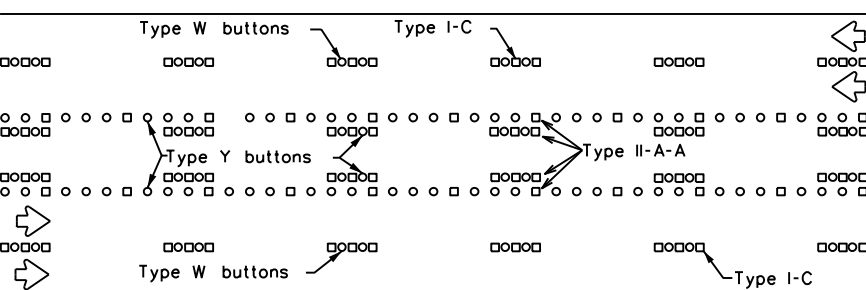 Type W buttons
Type I-C
Type Y buttons
Type II-A-A
Type W buttons
Type I-C